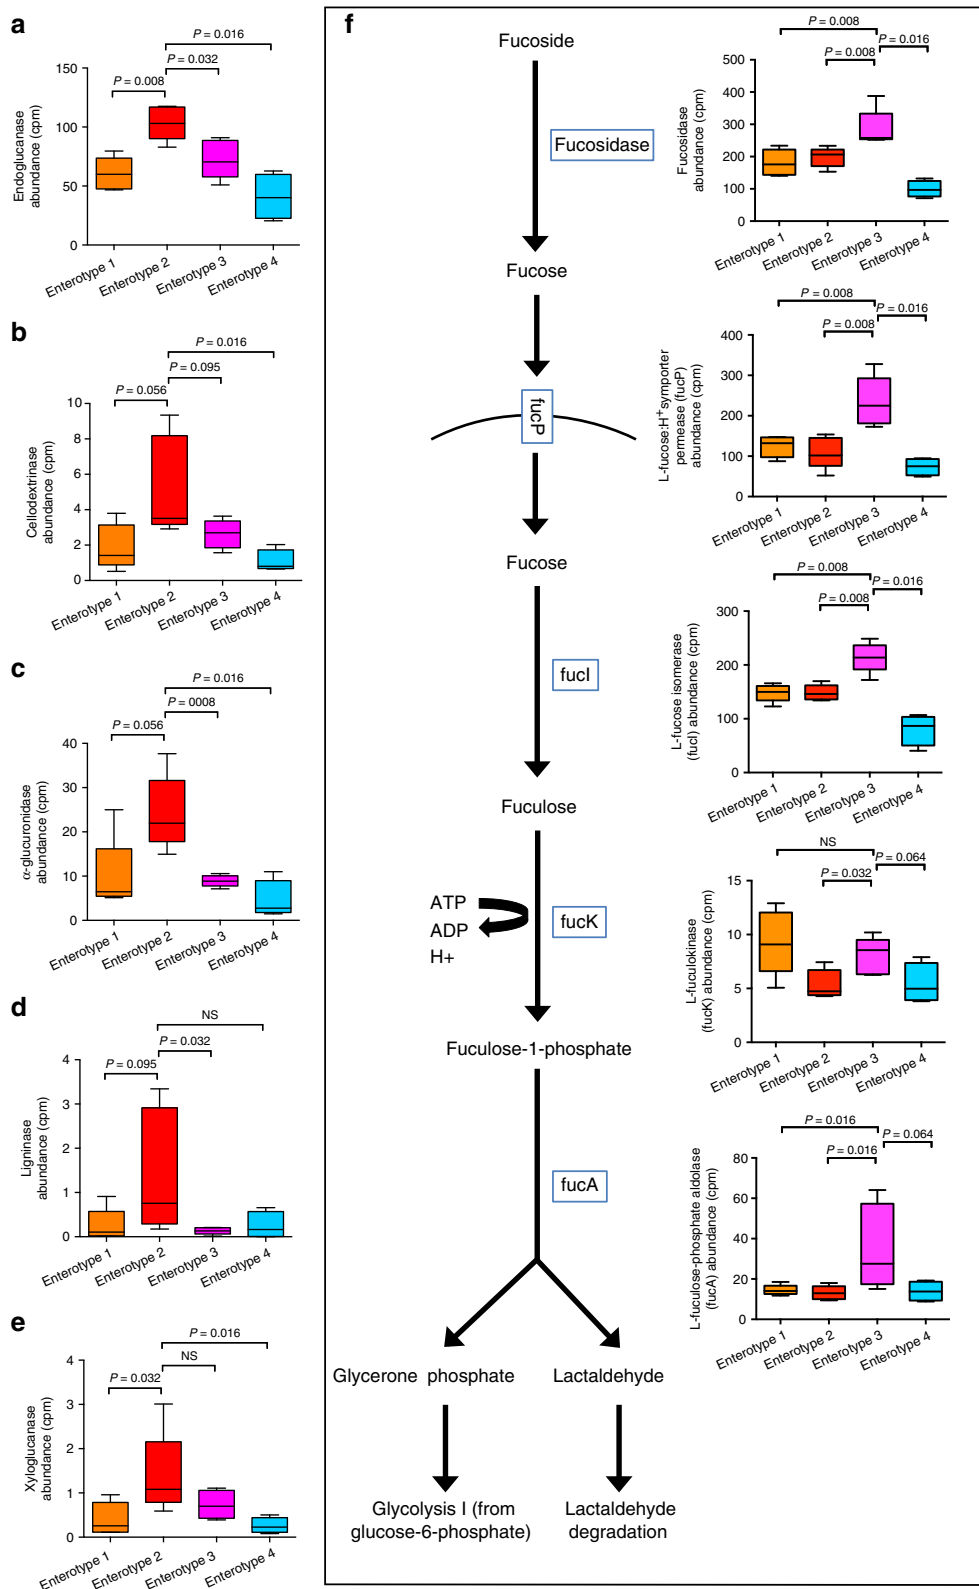 a
P = 0.016
P = 0.032
P = 0.008
150
100
50
0
Endoglucanase
abundance (cpm)
Enterotype 1
Enterotype 2
Enterotype 3
Enterotype 4
b
P = 0.016
P = 0.095
P = 0.056
10
8
6
4
2
0
Cellodextrinase
abundance (cpm)
Enterotype 1
Enterotype 2
Enterotype 3
Enterotype 4
c
P = 0.016
P = 0008
P = 0.056
40
30
20
10
0
α-glucuronidase
abundance (cpm)
Enterotype 1
Enterotype 2
Enterotype 3
Enterotype 4
d
NS
P = 0.032
P = 0.095
4
3
2
1
0
Ligninase
abundance (cpm)
Enterotype 1
Enterotype 2
Enterotype 3
Enterotype 4
e
P = 0.016
NS
P = 0.032
4
3
2
1
0
Xyloglucanase
abundance (cpm)
Enterotype 1
Enterotype 2
Enterotype 3
Enterotype 4
f
Fucoside
Fucosidase
Fucose
fucP
Fucose
fucI
Fuculose
ATP
ADP
H+
fucK
Fuculose-1-phosphate
fucA
Glycerone phosphate
Lactaldehyde
Glycolysis I (from
glucose-6-phosphate)
Lactaldehyde
degradation
P = 0.008
P = 0.016
P = 0.008
500
400
300
200
100
0
Fucosidase
abundance (cpm)
Enterotype 1
Enterotype 2
Enterotype 3
Enterotype 4
P = 0.008
P = 0.016
P = 0.008
400
300
200
100
0
L-fucose:H+symporter
permease (fucP)
abundance (cpm)
Enterotype 1
Enterotype 2
Enterotype 3
Enterotype 4
P = 0.008
P = 0.016
P = 0.008
300
200
100
0
L-fucose isomerase
(fucI) abundance (cpm)
Enterotype 1
Enterotype 2
Enterotype 3
Enterotype 4
NS
P = 0.064
P = 0.032
15
10
5
0
L-fuculokinase
(fucK) abundance (cpm)
Enterotype 1
Enterotype 2
Enterotype 3
Enterotype 4
P = 0.016
P = 0.064
P = 0.016
80
60
40
20
0
L-fuculose-phosphate aldolase
(fucA) abundance (cpm)
Enterotype 1
Enterotype 2
Enterotype 3
Enterotype 4